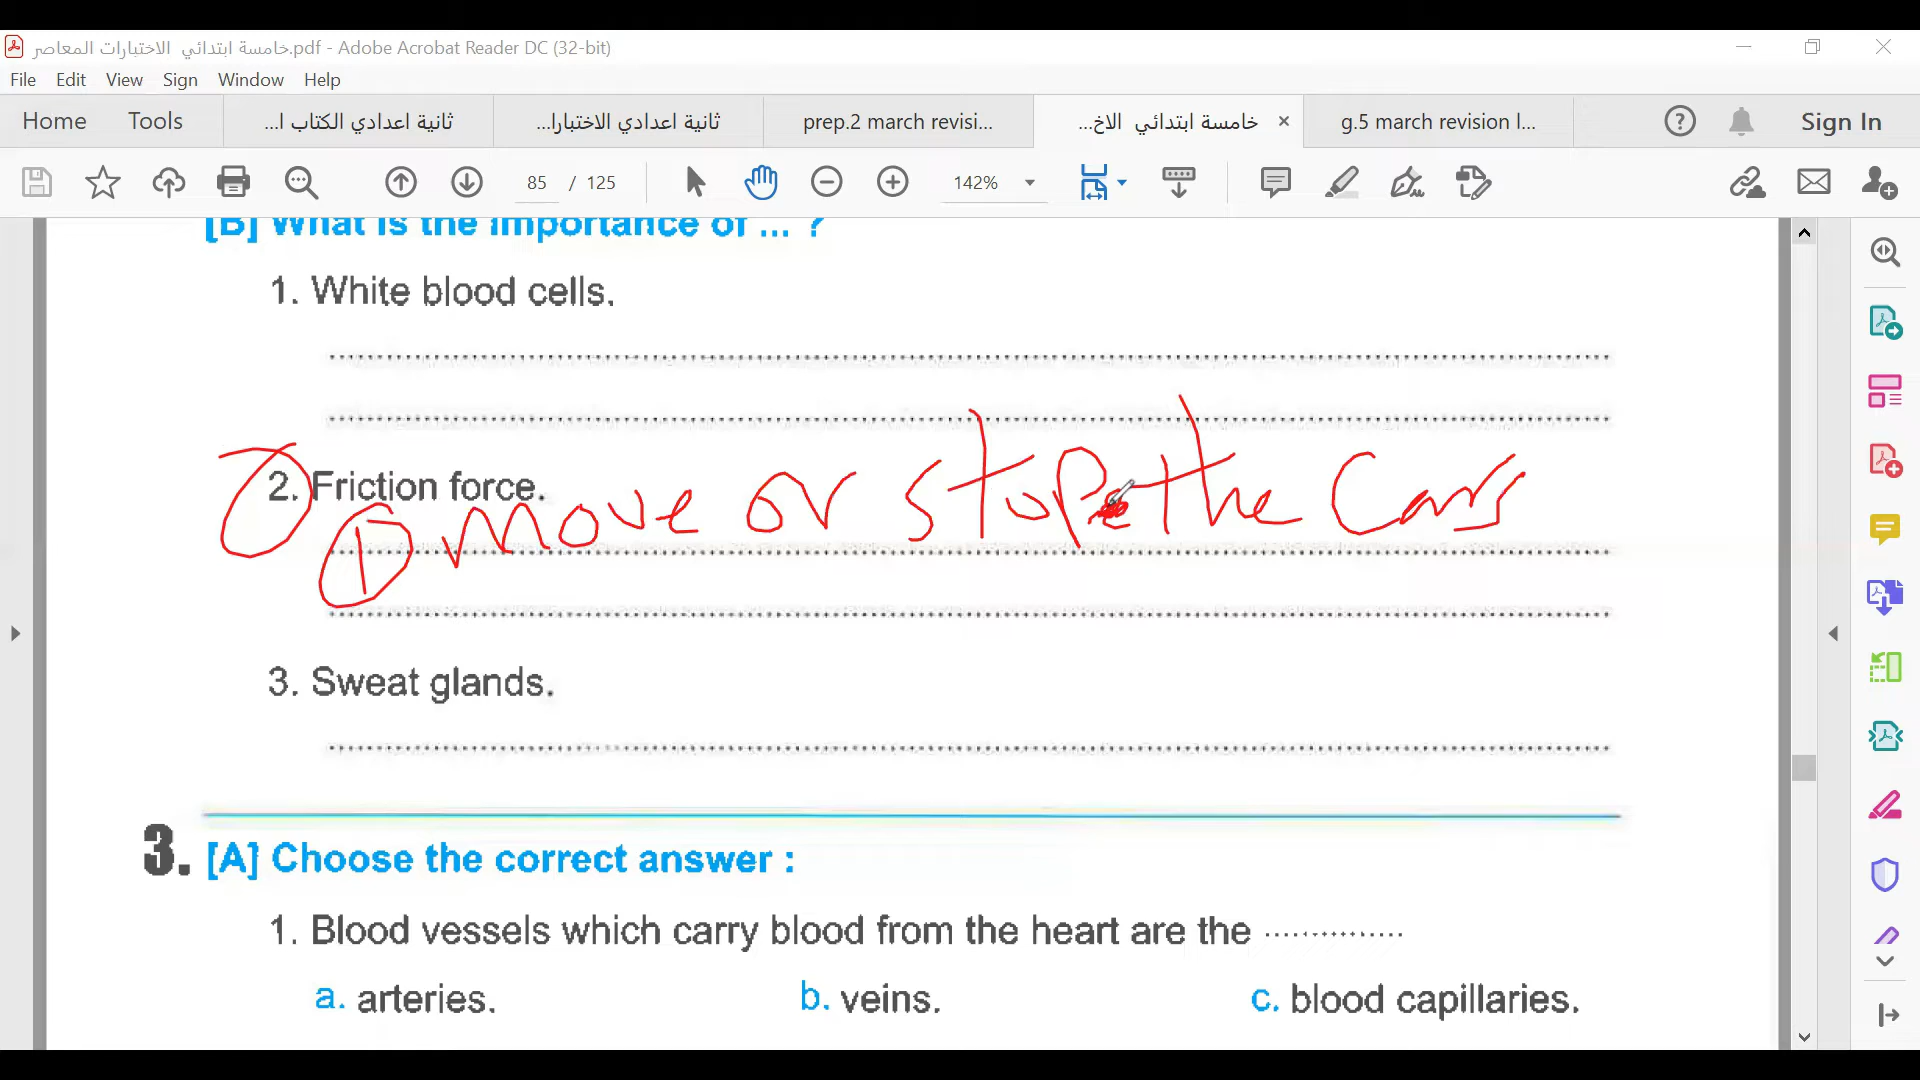 خامسة ابتدائي الاختبارات المعاصر.pdf - Adobe Acrobat Reader DC (32-bit)
File Edit View Sign Window Help
Home Tools ثانية اعدادي الكتاب ا... ثانية اعدادي الاختبارا... prep.2 march revisi... خامسة ابتدائي الاخ... × g.5 march revision l... Sign In
85 / 125 142%
[B] What is the importance of ... ?
1. White blood cells.
2. Friction force.
① move or stop the Cars
3. Sweat glands.
3. [A] Choose the correct answer :
1. Blood vessels which carry blood from the heart are the ..............
a. arteries. b. veins. c. blood capillaries.